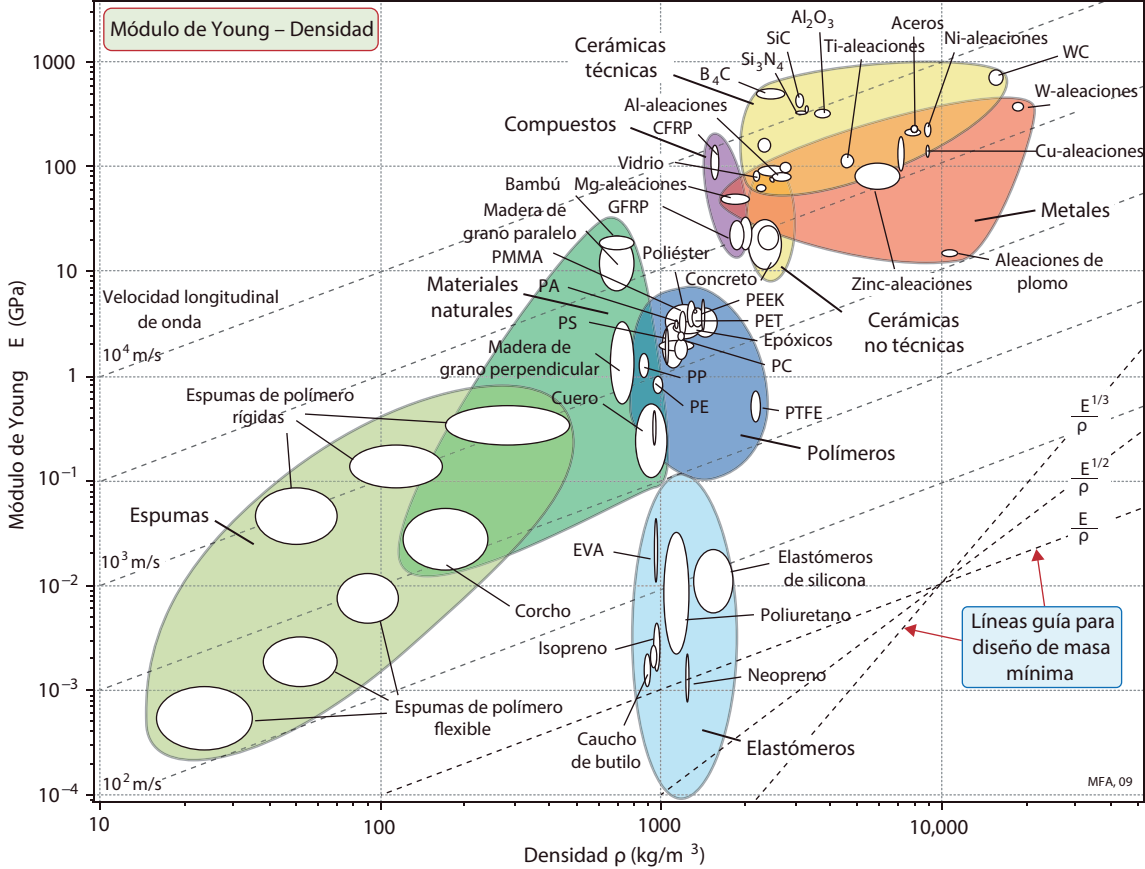 Módulo de Young – Densidad
Al2O3
Aceros
SiC
Ti-aleaciones
Ni-aleaciones
Cerámicas
técnicas
Si3N4
WC
B4C
W-aleaciones
Al-aleaciones
Compuestos
CFRP
Cu-aleaciones
Vidrio
Bambú
Mg-aleaciones
Madera de
grano paralelo
GFRP
Metales
PMMA
Poliéster
Aleaciones de
plomo
Materiales
naturales
PA
Concreto
Zinc-aleaciones
Velocidad longitudinal
de onda
PEEK
PS
PET
Cerámicas
no técnicas
Epóxicos
10^4 m/s
Madera de
grano perpendicular
PC
PP
Espumas de polímero
rígidas
Cuero
PE
PTFE
E^1/3
ρ
Polímeros
E^1/2
ρ
Espumas
E
ρ
10^3 m/s
EVA
Elastómeros
de silicona
Corcho
Poliuretano
Líneas guía para
diseño de masa
mínima
Isopreno
Neopreno
Espumas de polímero
flexible
Caucho
de butilo
Elastómeros
10^2 m/s
MFA, 09
1000
100
10
1
10^−1
10^−2
10^−3
10^−4
Módulo de Young E (GPa)
10
100
1000
10,000
Densidad ρ (kg/m^3)